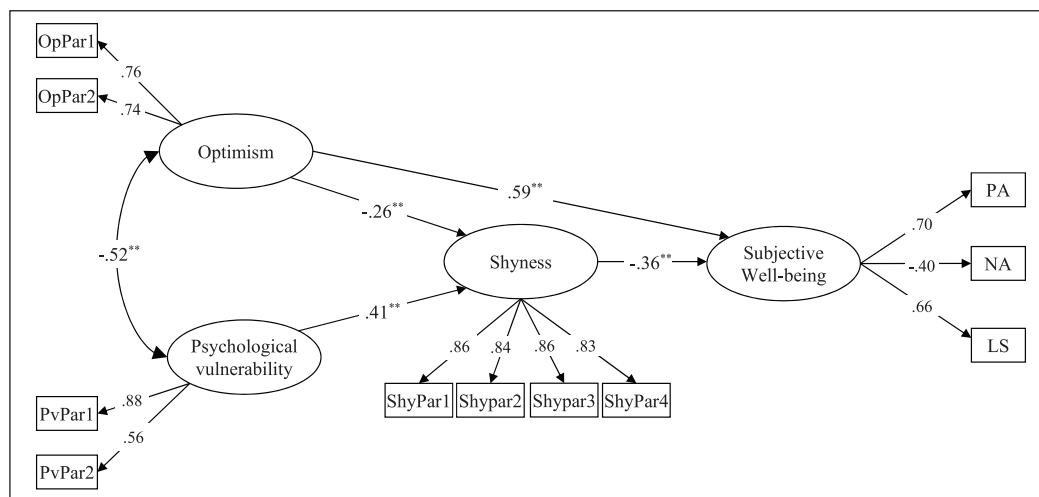 OpPar1
.76
OpPar2
.74
Optimism
.59**
-.26**
PA
.70
-.52**
Shyness
-.36**
Subjective
Well-being
-.40
NA
.41**
.66
Psychological
vulnerability
.86
.84
.86
.83
LS
PvPar1
.88
ShyPar1
Shypar2
Shypar3
ShyPar4
.56
PvPar2